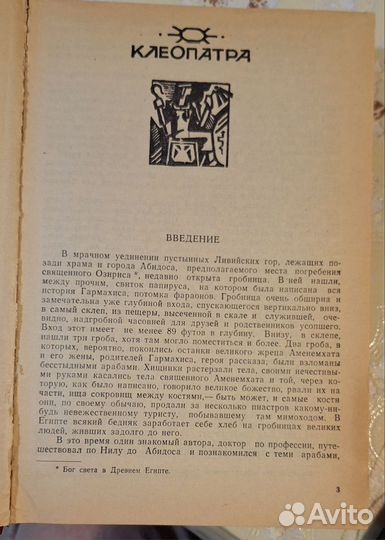 КЛЕОПАТРА
ВВЕДЕНИЕ
В мрачном уединении пустынных Ливийских гор, лежащих по-
зади храма и города Абидоса, предполагаемого места погребения
священного Озириса *, недавно открыта гробница. В ней нашли,
между прочим, свиток папируса, на котором была написана вся
история Гармахиса, потомка фараонов. Гробница очень обширна и
замечательна уже глубиной входа, спускающегося вертикально вниз,
в самый склеп, из пещеры, высеченной в скале и служившей, оче-
видно, надгробной часовней для друзей и родственников усопшего.
Вход этот имеет не менее 89 футов в глубину. Внизу, в склепе,
нашли три гроба, хотя там могло поместиться и более. Два гроба, в
которых, вероятно, покоились останки великого жреца Аменемхата
и его жены, родителей Гармахиса, героя рассказа, были взломаны
бесстыдными арабами. Хищники растерзали тела, своими нечестивы-
ми руками касались тела священного Аменемхата и той, через ко-
торую, как было написано, говорило великое божество, рвали их на
части, ища сокровищ между костями,— быть может, и самые кости
они, по своему обычаю, продали за несколько пиастров какому-ни-
будь невежественному туристу, побывавшему там мимоходом. В
Египте всякий бедняк заработает себе хлеб на гробницах великих
людей, живших задолго до него.
В это время один знакомый автора, доктор по профессии, путе-
шествовал по Нилу до Абидоса и познакомился с теми арабами,
* Бог света в Древнем Египте.
3
Avito